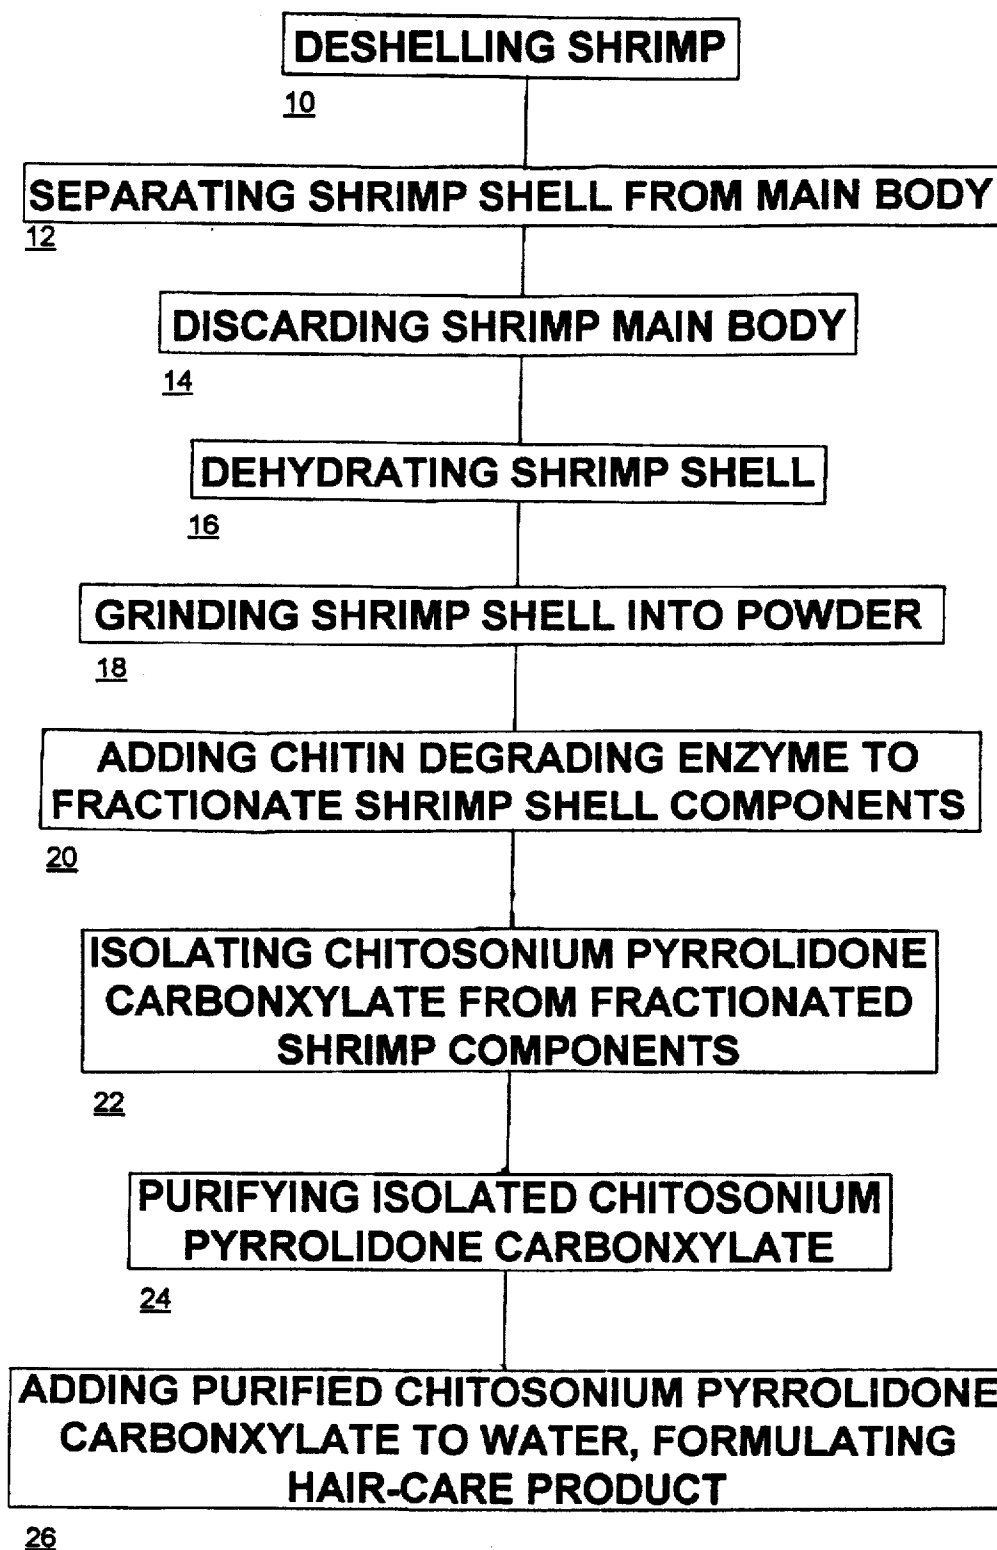 DESHELLING SHRIMP
10
SEPARATING SHRIMP SHELL FROM MAIN BODY
12
DISCARDING SHRIMP MAIN BODY
14
DEHYDRATING SHRIMP SHELL
16
GRINDING SHRIMP SHELL INTO POWDER
18
ADDING CHITIN DEGRADING ENZYME TO
FRACTIONATE SHRIMP SHELL COMPONENTS
20
ISOLATING CHITOSONIUM PYRROLIDONE
CARBONXYLATE FROM FRACTIONATED
SHRIMP COMPONENTS
22
PURIFYING ISOLATED CHITOSONIUM
PYRROLIDONE CARBONXYLATE
24
ADDING PURIFIED CHITOSONIUM PYRROLIDONE
CARBONXYLATE TO WATER, FORMULATING
HAIR-CARE PRODUCT
26